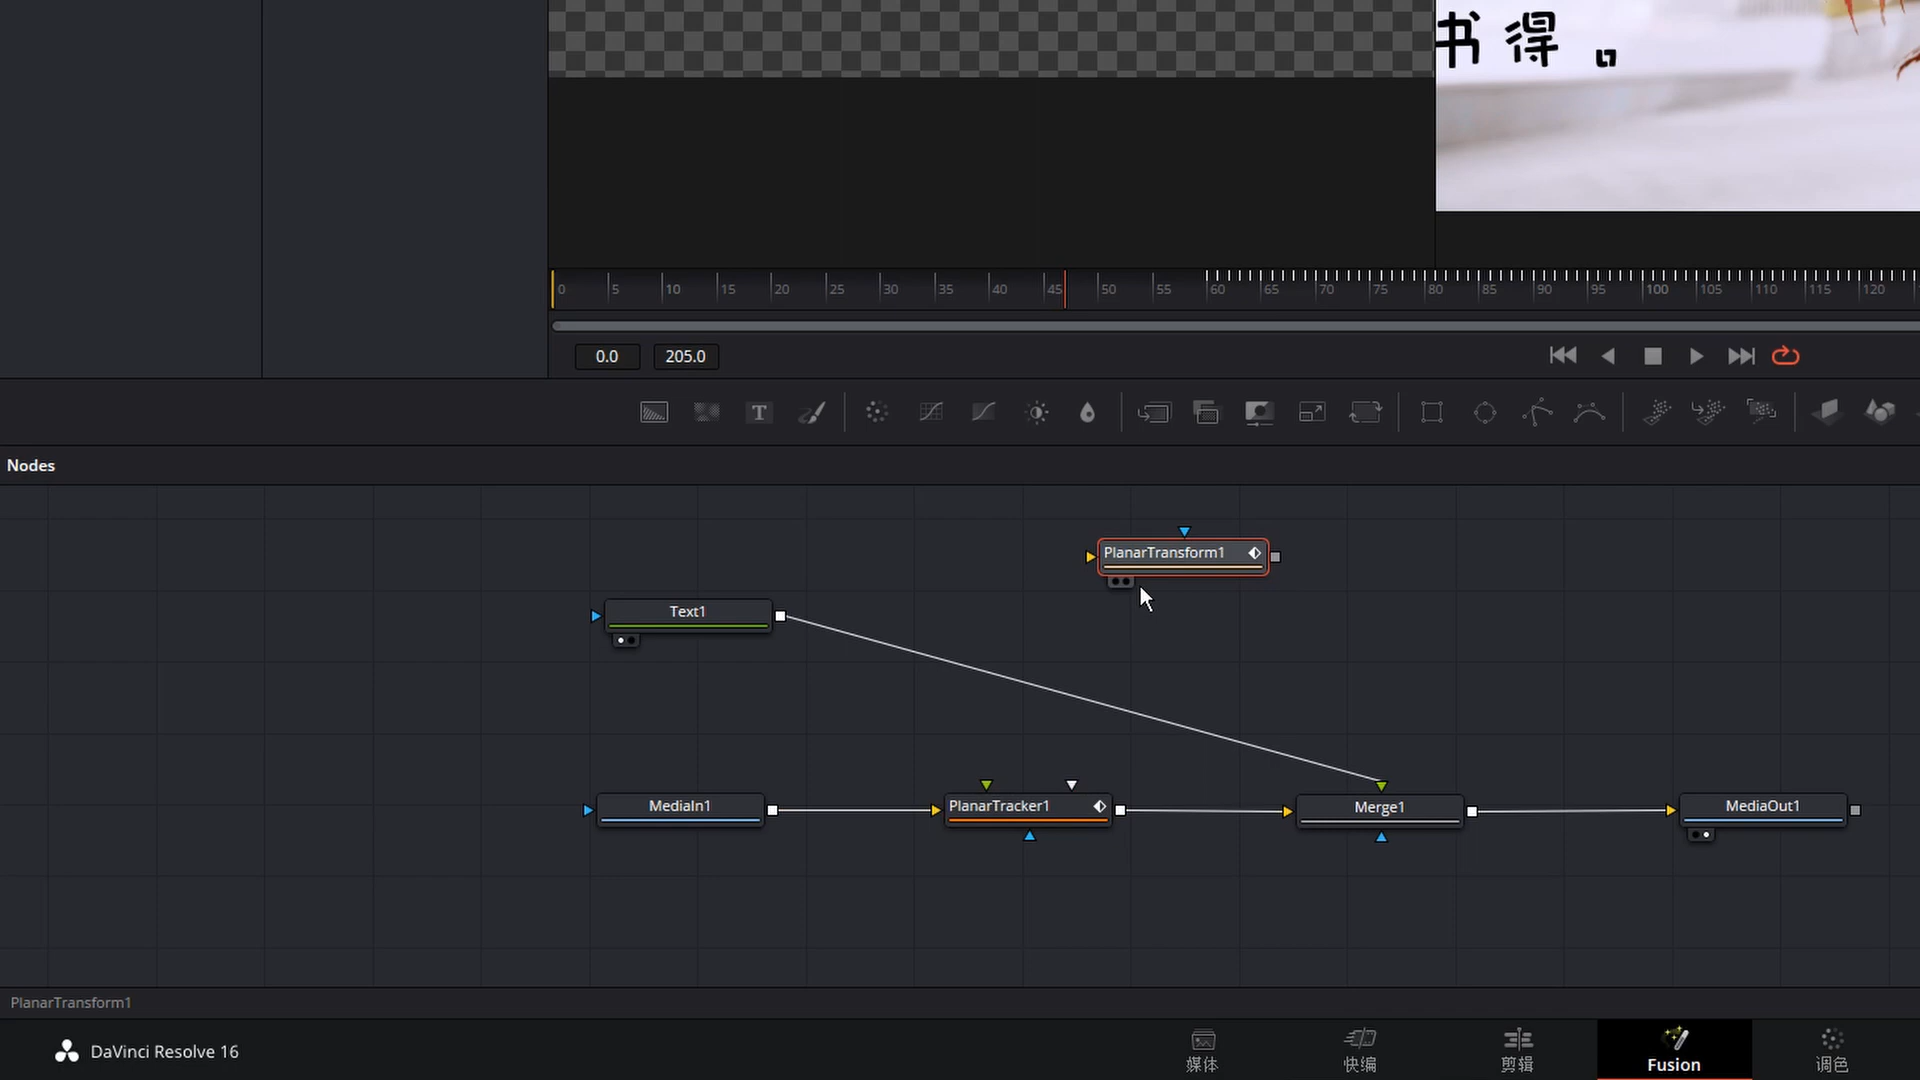 书得。
0 5 10 15 20 25 30 35 40 45 50 55 60 65 70 75 80 85 90 95 100 105 110 115 120
0.0 205.0
T
Nodes
PlanarTransform1
Text1
MediaIn1 PlanarTracker1 Merge1 MediaOut1
PlanarTransform1
DaVinci Resolve 16
媒体 快编 剪辑 Fusion 调色